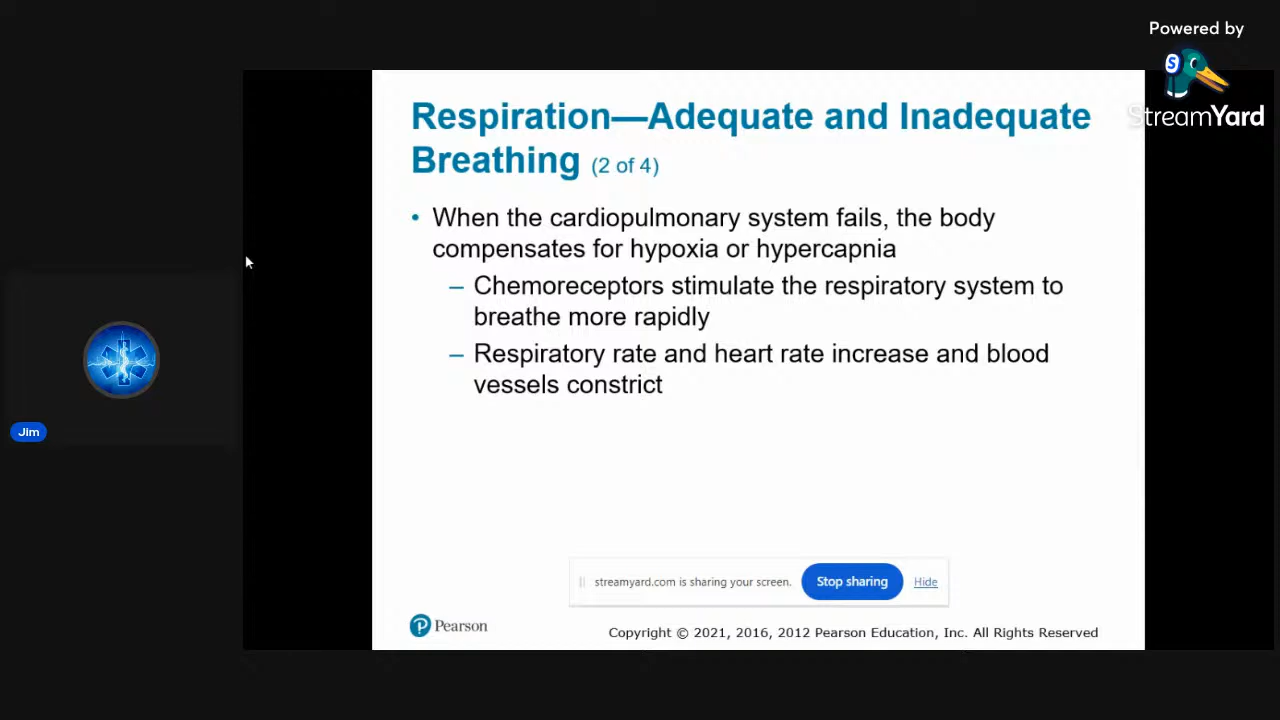 Powered by
StreamYard
Respiration—Adequate and Inadequate
Breathing (2 of 4)
• When the cardiopulmonary system fails, the body
compensates for hypoxia or hypercapnia
– Chemoreceptors stimulate the respiratory system to
breathe more rapidly
– Respiratory rate and heart rate increase and blood
vessels constrict
Jim
streamyard.com is sharing your screen. Stop sharing Hide
Pearson
Copyright © 2021, 2016, 2012 Pearson Education, Inc. All Rights Reserved